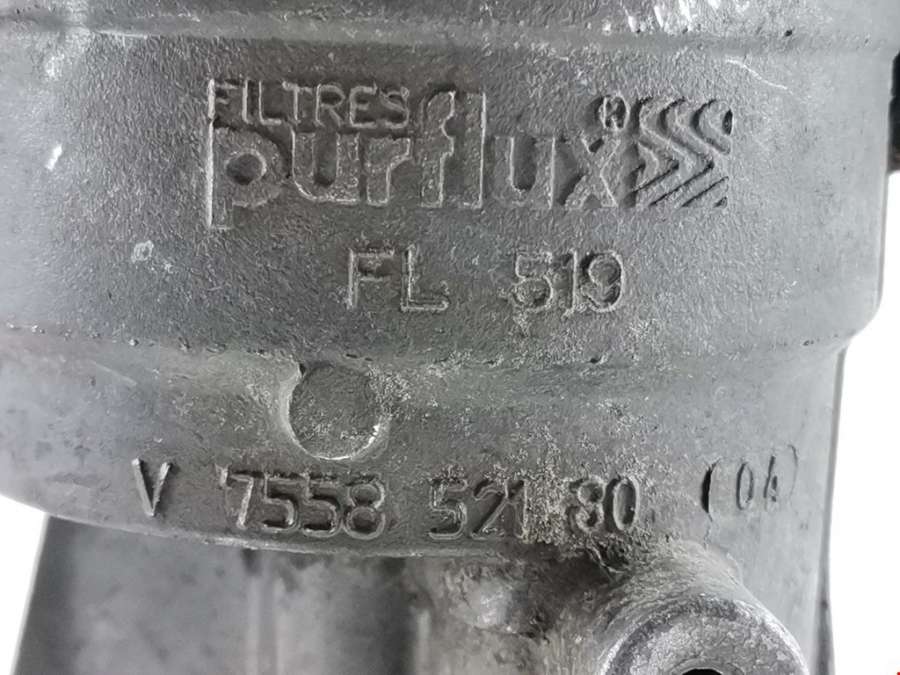 FILTRES
purflux®
FL 519
V 7558 521 80 (04)